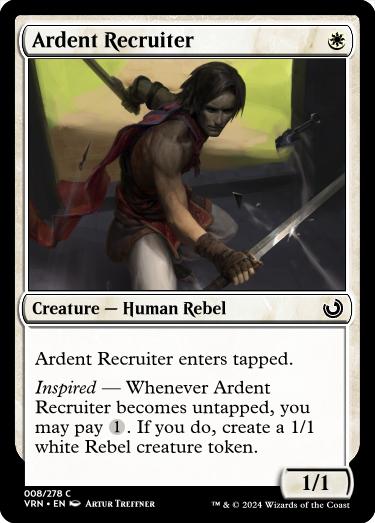 Ardent Recruiter
Creature — Human Rebel
Ardent Recruiter enters tapped.
Inspired — Whenever Ardent
Recruiter becomes untapped, you
may pay 1. If you do, create a 1/1
white Rebel creature token.
1/1
008/278 C
VRN • EN Artur Treffner
™ & © 2024 Wizards of the Coast